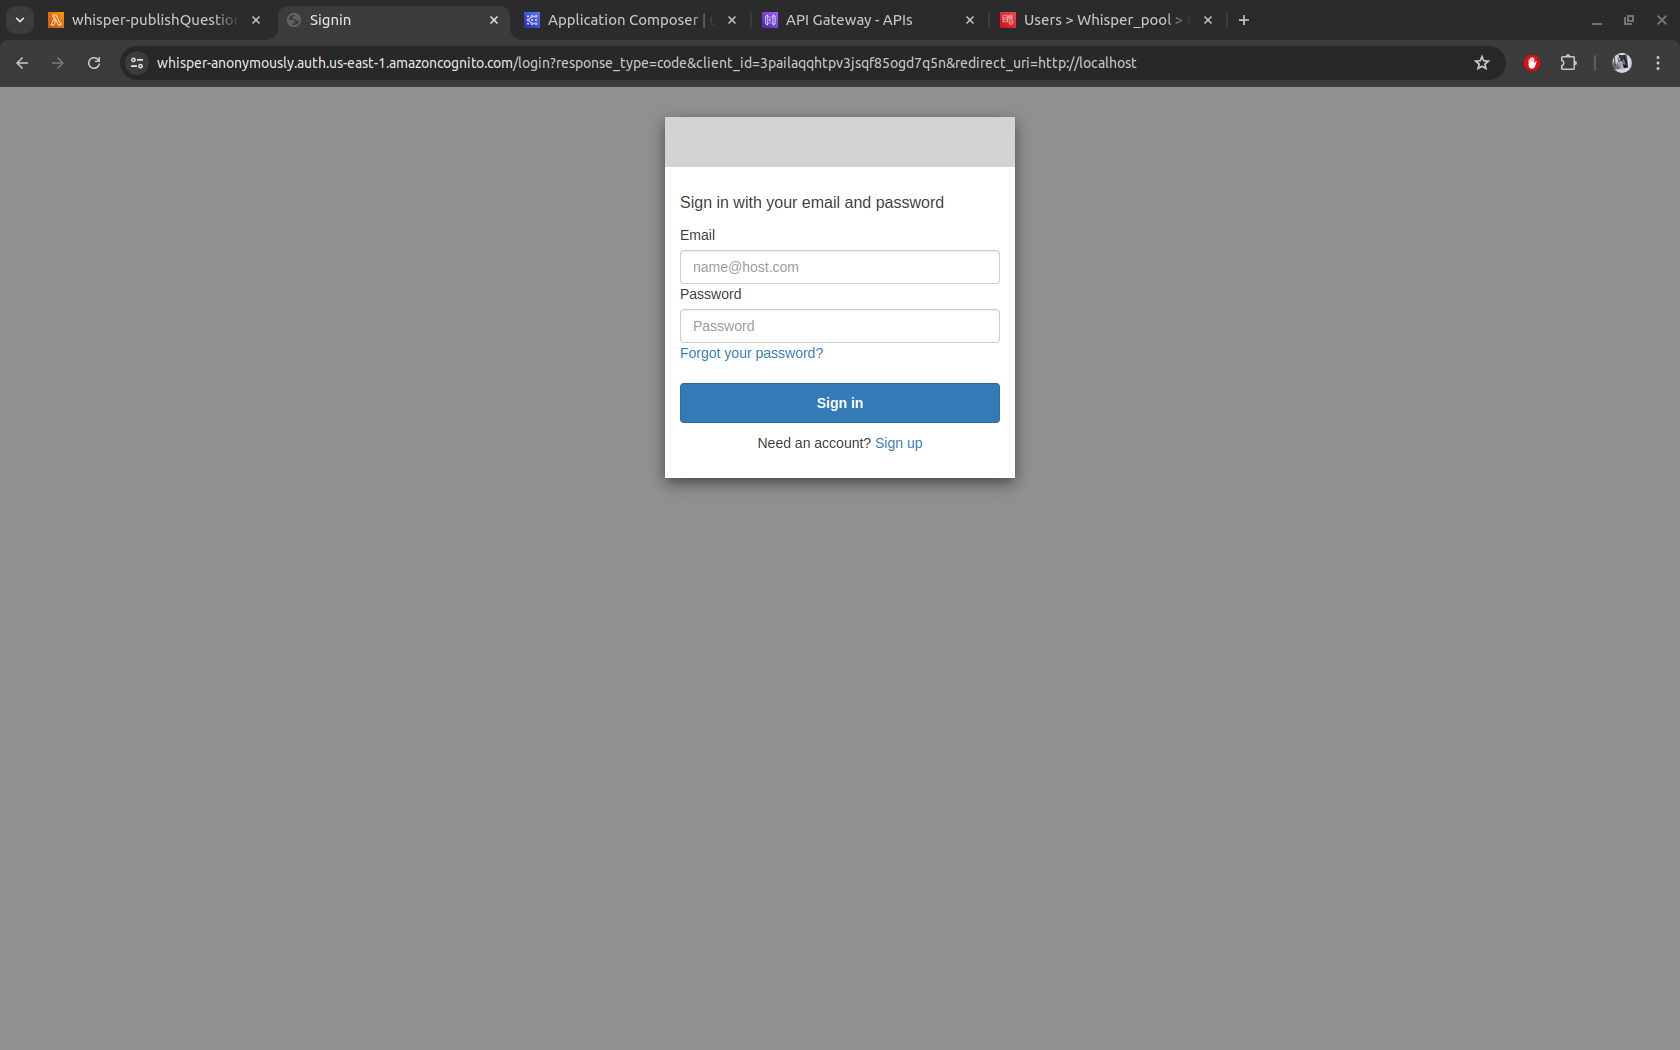 whisper-publishQuestion
Signin
Application Composer |
API Gateway - APIs
Users > Whisper_pool >
whisper-anonymously.auth.us-east-1.amazoncognito.com/login?response_type=code&client_id=3pailaqqhtpv3jsqf85ogd7q5n&redirect_uri=http://localhost
Sign in with your email and password
Email
name@host.com
Password
Password
Forgot your password?
Sign in
Need an account? Sign up